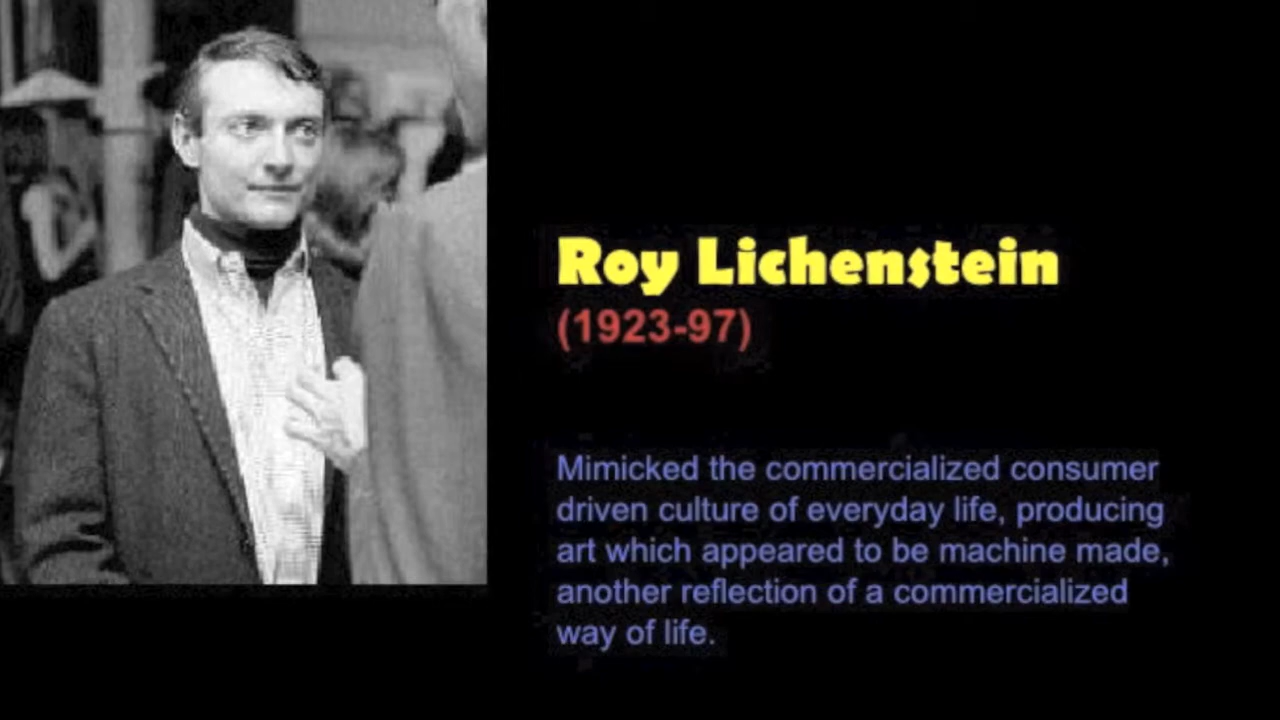 Roy Lichenstein
(1923-97)
Mimicked the commercialized consumer
driven culture of everyday life, producing
art which appeared to be machine made,
another reflection of a commercialized
way of life.